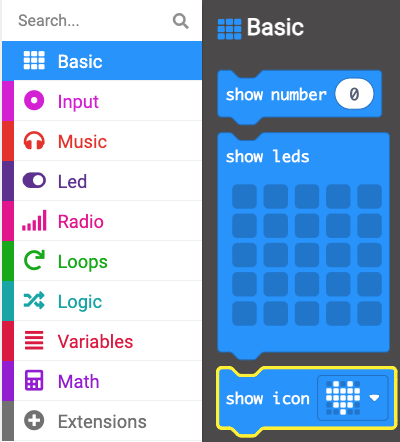 Search...
Basic
Input
Music
Led
Radio
Loops
Logic
Variables
Math
Extensions
Basic
show number 0
show leds
show icon